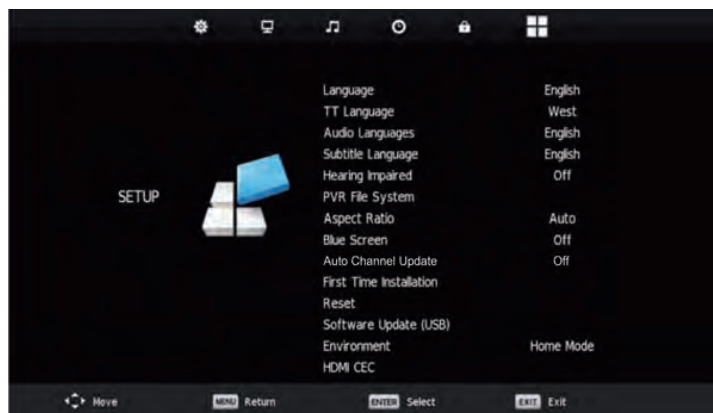 Language English
TT Language West
Audio Languages English
Subtitle Language English
Hearing Impaired Off
SETUP
PVR File System
Aspect Ratio Auto
Blue Screen Off
Auto Channel Update Off
First Time Installation
Reset
Software Update (USB)
Environment Home Mode
HDMI CEC
Move MENU Return ENTER Select EXIT Exit